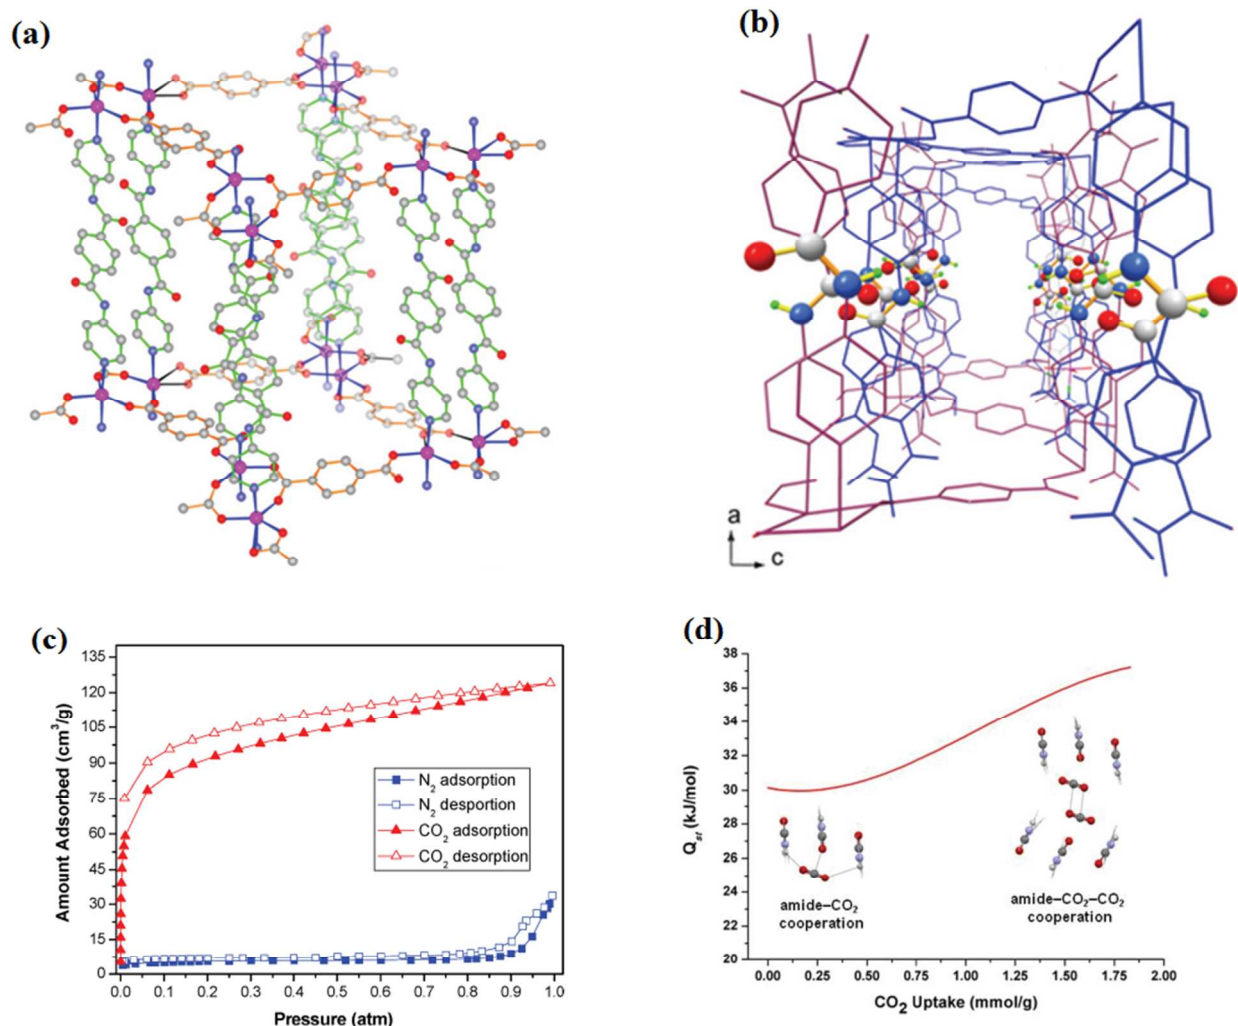 (a)
(b)
a
c
(c)
Amount Adsorbed (cm³/g)
135
120
105
90
75
60
45
30
15
0
N₂ adsorption
N₂ desportion
CO₂ adsorption
CO₂ desorption
0.0 0.1 0.2 0.3 0.4 0.5 0.6 0.7 0.8 0.9 1.0
Pressure (atm)
(d)
Qst (kJ/mol)
38
36
34
32
30
28
26
24
22
20
amide–CO₂
cooperation
amide–CO₂–CO₂
cooperation
0.00 0.25 0.50 0.75 1.00 1.25 1.50 1.75 2.00
CO₂ Uptake (mmol/g)